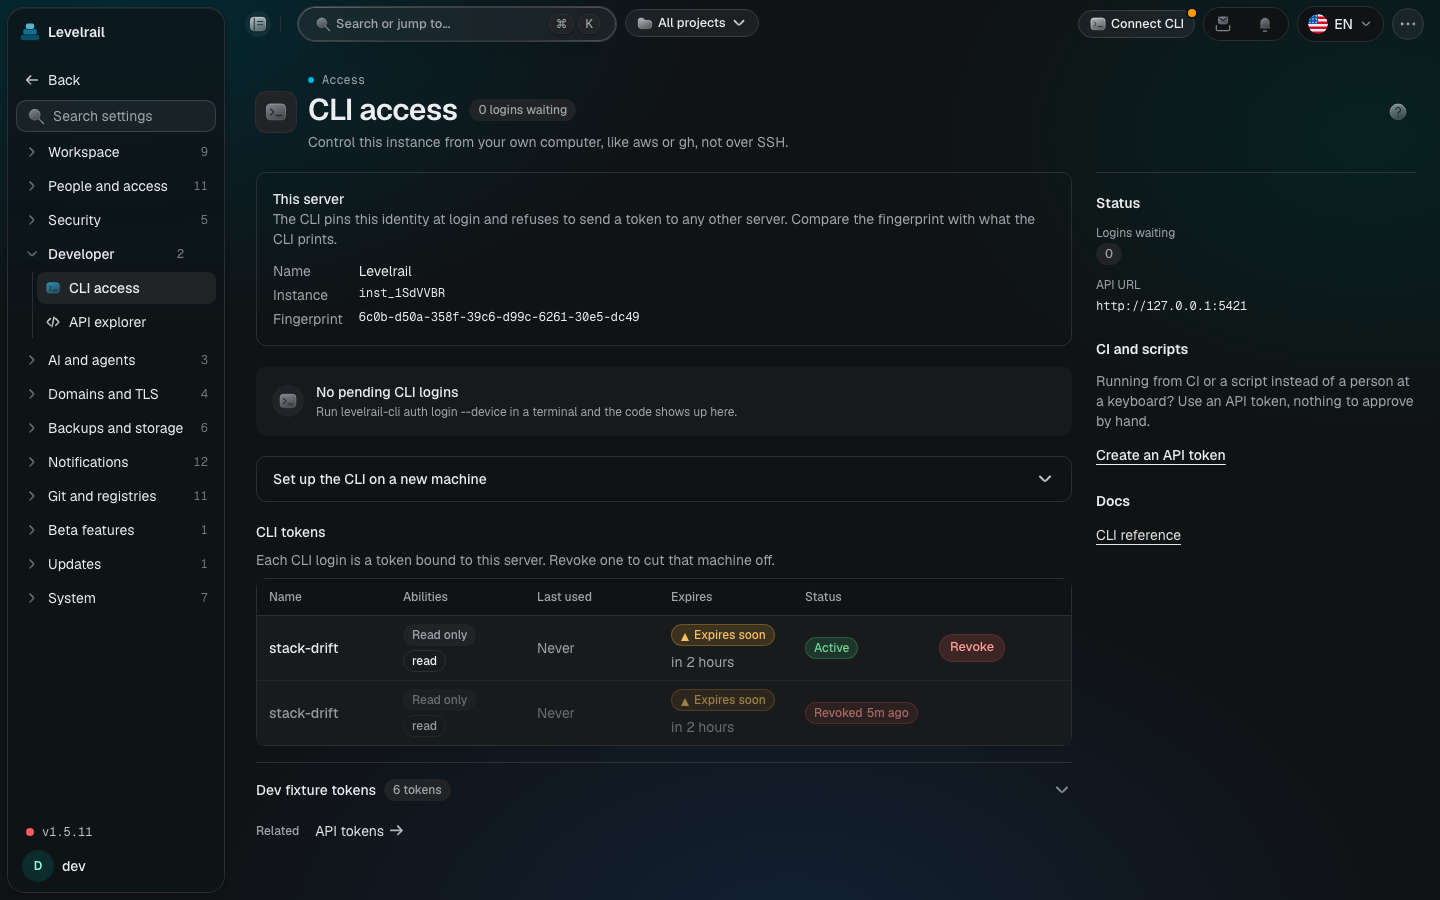 Levelrail
Back
Search settings
Workspace 9
People and access 11
Security 5
Developer 2
CLI access
API explorer
AI and agents 3
Domains and TLS 4
Backups and storage 6
Notifications 12
Git and registries 11
Beta features 1
Updates 1
System 7
v1.5.11
D dev
Search or jump to... ⌘ K
All projects
Connect CLI
EN
Access
CLI access 0 logins waiting
Control this instance from your own computer, like aws or gh, not over SSH.
?
This server
The CLI pins this identity at login and refuses to send a token to any other server. Compare the fingerprint with what the
CLI prints.
Name Levelrail
Instance inst_1SdVVBR
Fingerprint 6c0b-d50a-358f-39c6-d99c-6261-30e5-dc49
No pending CLI logins
Run levelrail-cli auth login --device in a terminal and the code shows up here.
Set up the CLI on a new machine
CLI tokens
Each CLI login is a token bound to this server. Revoke one to cut that machine off.
Name Abilities Last used Expires Status
stack-drift Read only read Never Expires soon in 2 hours Active Revoke
stack-drift Read only read Never Expires soon in 2 hours Revoked 5m ago
Dev fixture tokens 6 tokens
Related API tokens
Status
Logins waiting
0
API URL
http://127.0.0.1:5421
CI and scripts
Running from CI or a script instead of a person at
a keyboard? Use an API token, nothing to approve
by hand.
Create an API token
Docs
CLI reference